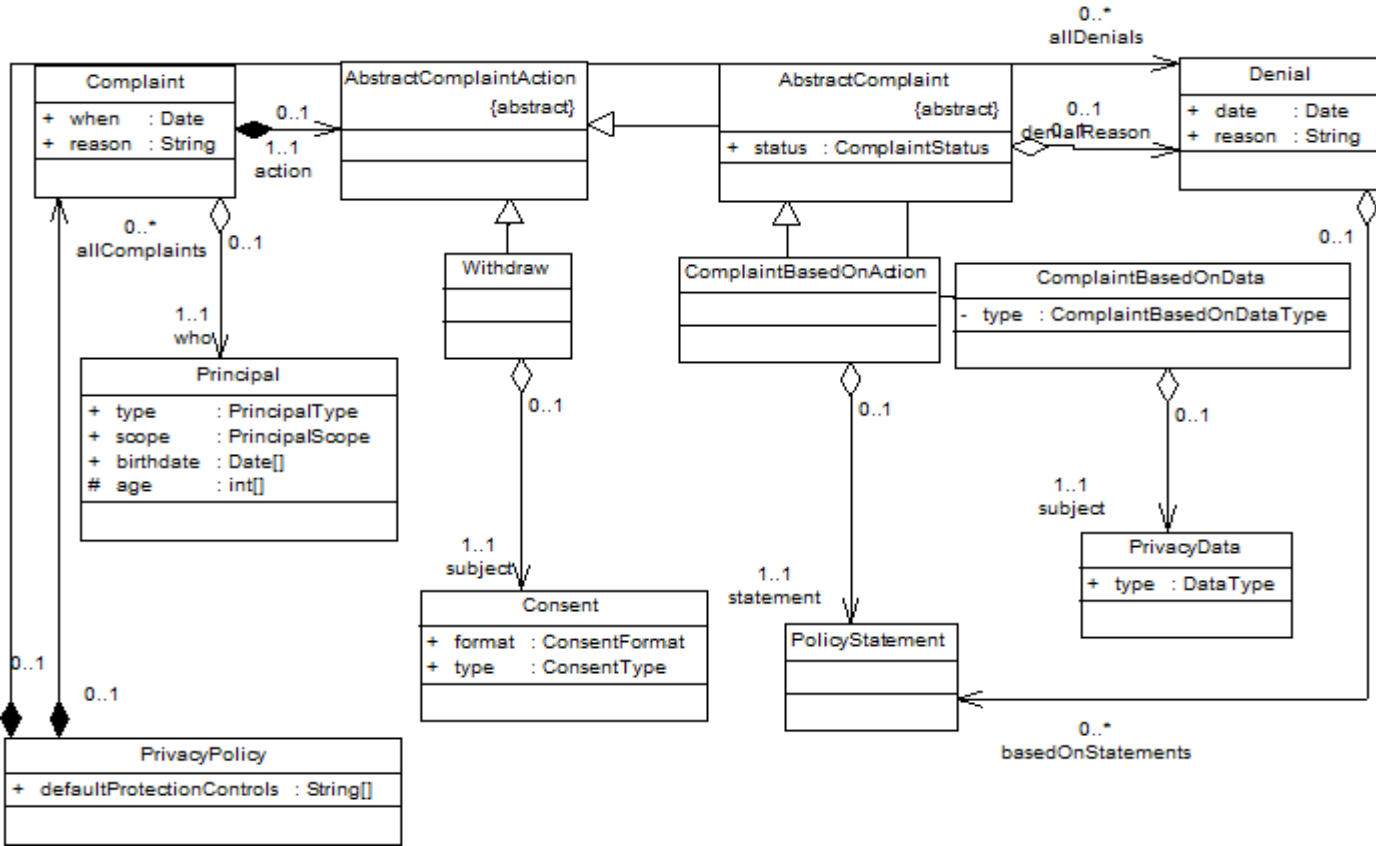 0..*
allDenials
Complaint
+ when : Date
+ reason : String
0..1
1..1
action
AbstractComplaintAction
{abstract}
AbstractComplaint
{abstract}
+ status : ComplaintStatus
0..1
denialReason
0..1
Denial
+ date : Date
+ reason : String
0..*
allComplaints
0..1
0..1
Withdraw
ComplaintBasedOnAction
ComplaintBasedOnData
- type : ComplaintBasedOnDataType
1..1
who
Principal
+ type : PrincipalType
+ scope : PrincipalScope
+ birthdate : Date[]
# age : int[]
0..1
0..1
0..1
1..1
subject
PrivacyData
+ type : DataType
1..1
subject
Consent
+ format : ConsentFormat
+ type : ConsentType
1..1
statement
PolicyStatement
0..1
0..1
0..*
basedOnStatements
PrivacyPolicy
+ defaultProtectionControls : String[]